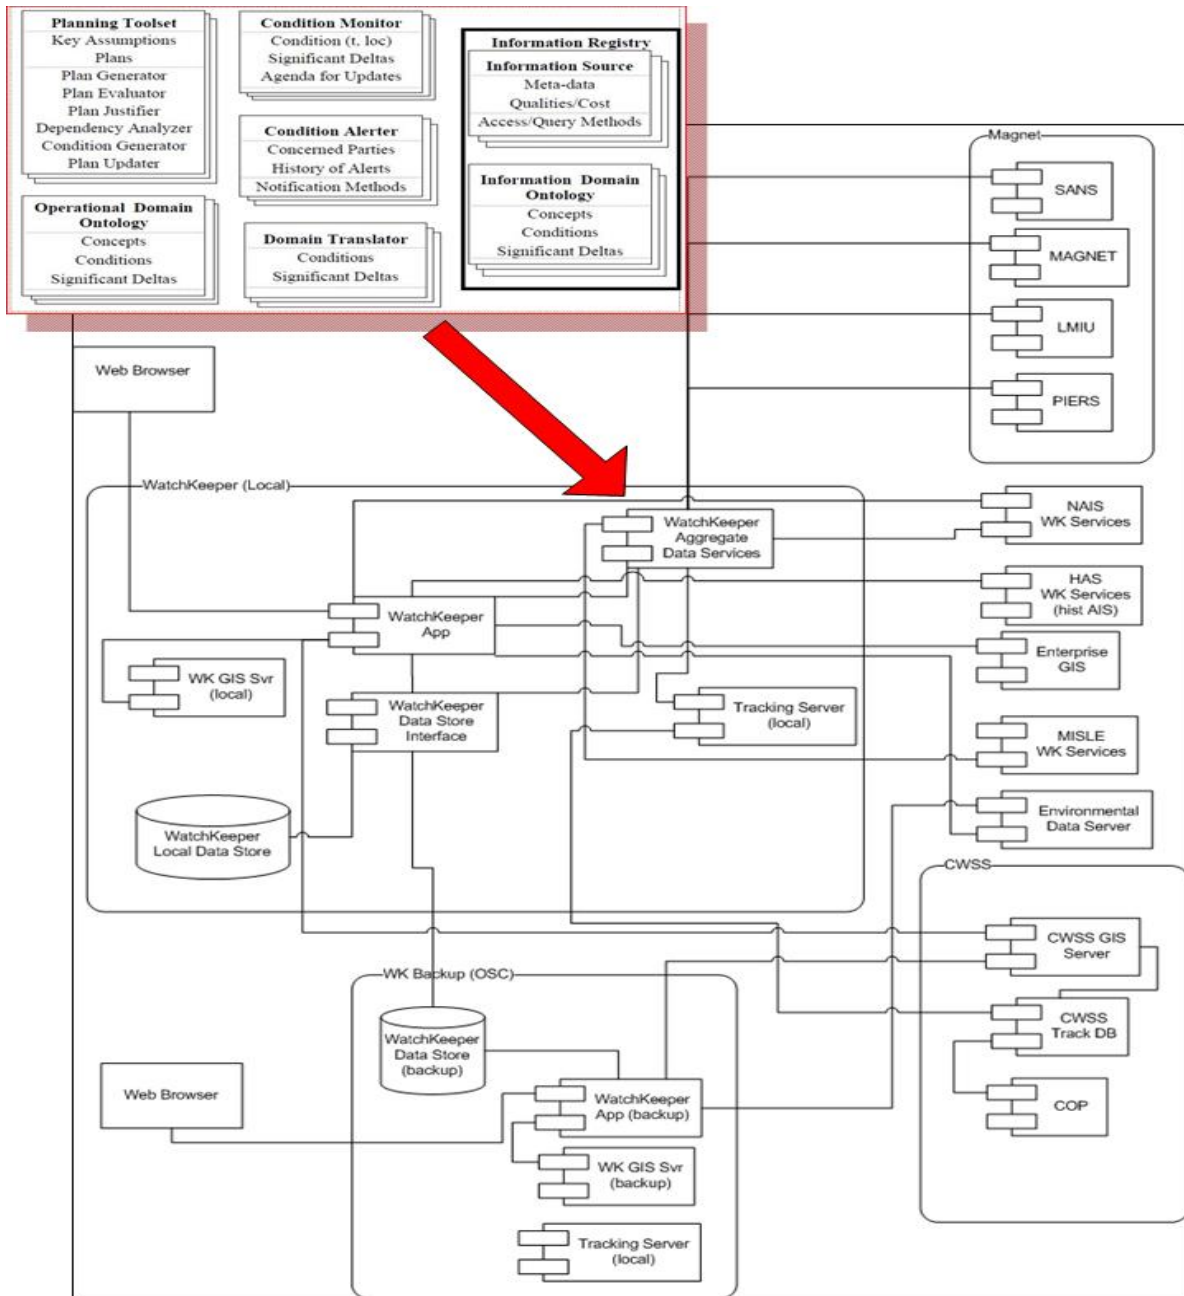 Planning Toolset
Key Assumptions
Plans
Plan Generator
Plan Evaluator
Plan Justifier
Dependency Analyzer
Condition Generator
Plan Updater
Operational Domain
Ontology
Concepts
Conditions
Significant Deltas
Condition Monitor
Condition (t, loc)
Significant Deltas
Agenda for Updates
Condition Alerter
Concerned Parties
History of Alerts
Notification Methods
Domain Translator
Conditions
Significant Deltas
Information Registry
Information Source
Meta-data
Qualities/Cost
Access/Query Methods
Information Domain
Ontology
Concepts
Conditions
Significant Deltas
Magnet
SANS
MAGNET
LMIU
PIERS
Web Browser
WatchKeeper (Local)
WatchKeeper
Aggregate
Data Services
WatchKeeper
App
WK GIS Svr
(local)
WatchKeeper
Data Store
Interface
Tracking Server
(local)
WatchKeeper
Local Data Store
NAIS
WK Services
HAS
WK Services
(hist AIS)
Enterprise
GIS
MISLE
WK Services
Environmental
Data Server
CWSS
CWSS GIS
Server
CWSS
Track DB
COP
WK Backup (OSC)
WatchKeeper
Data Store
(backup)
Web Browser
WatchKeeper
App (backup)
WK GIS Svr
(backup)
Tracking Server
(local)